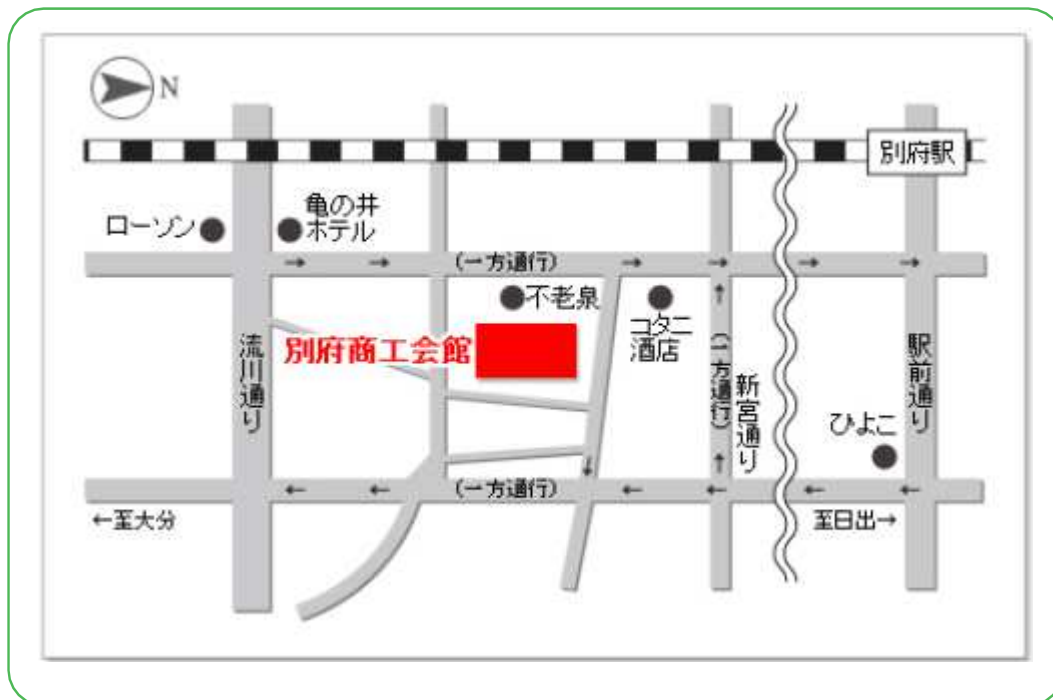 N
別府駅
ローソン
亀の井
ホテル
(一方通行)
不老泉
コタニ
酒店
別府商工会館
流川通り
(一方通行)
新宮通り
駅前通り
ひよこ
(一方通行)
←至大分
至日出→